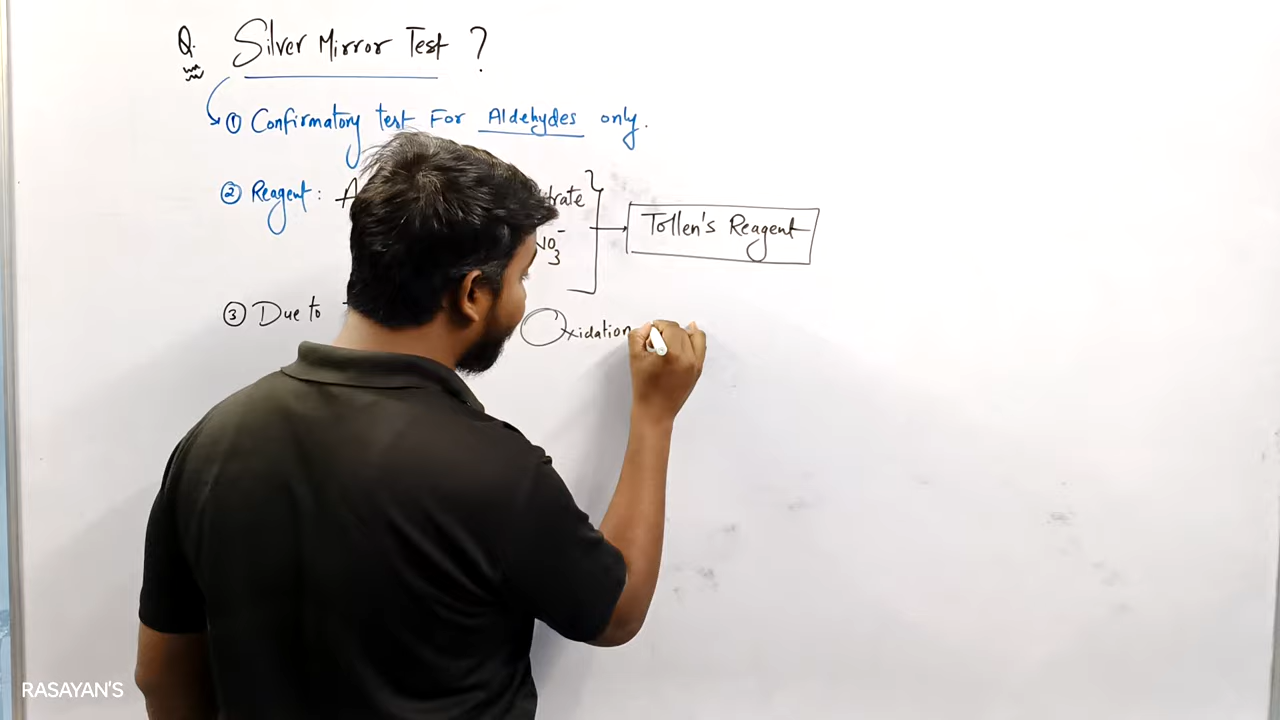 Q. Silver Mirror Test ?
① Confirmatory test For Aldehydes only.
② Reagent : A trate
Tollen's Reagent
NO3⁻
③ Due to
Oxidation
RASAYAN'S